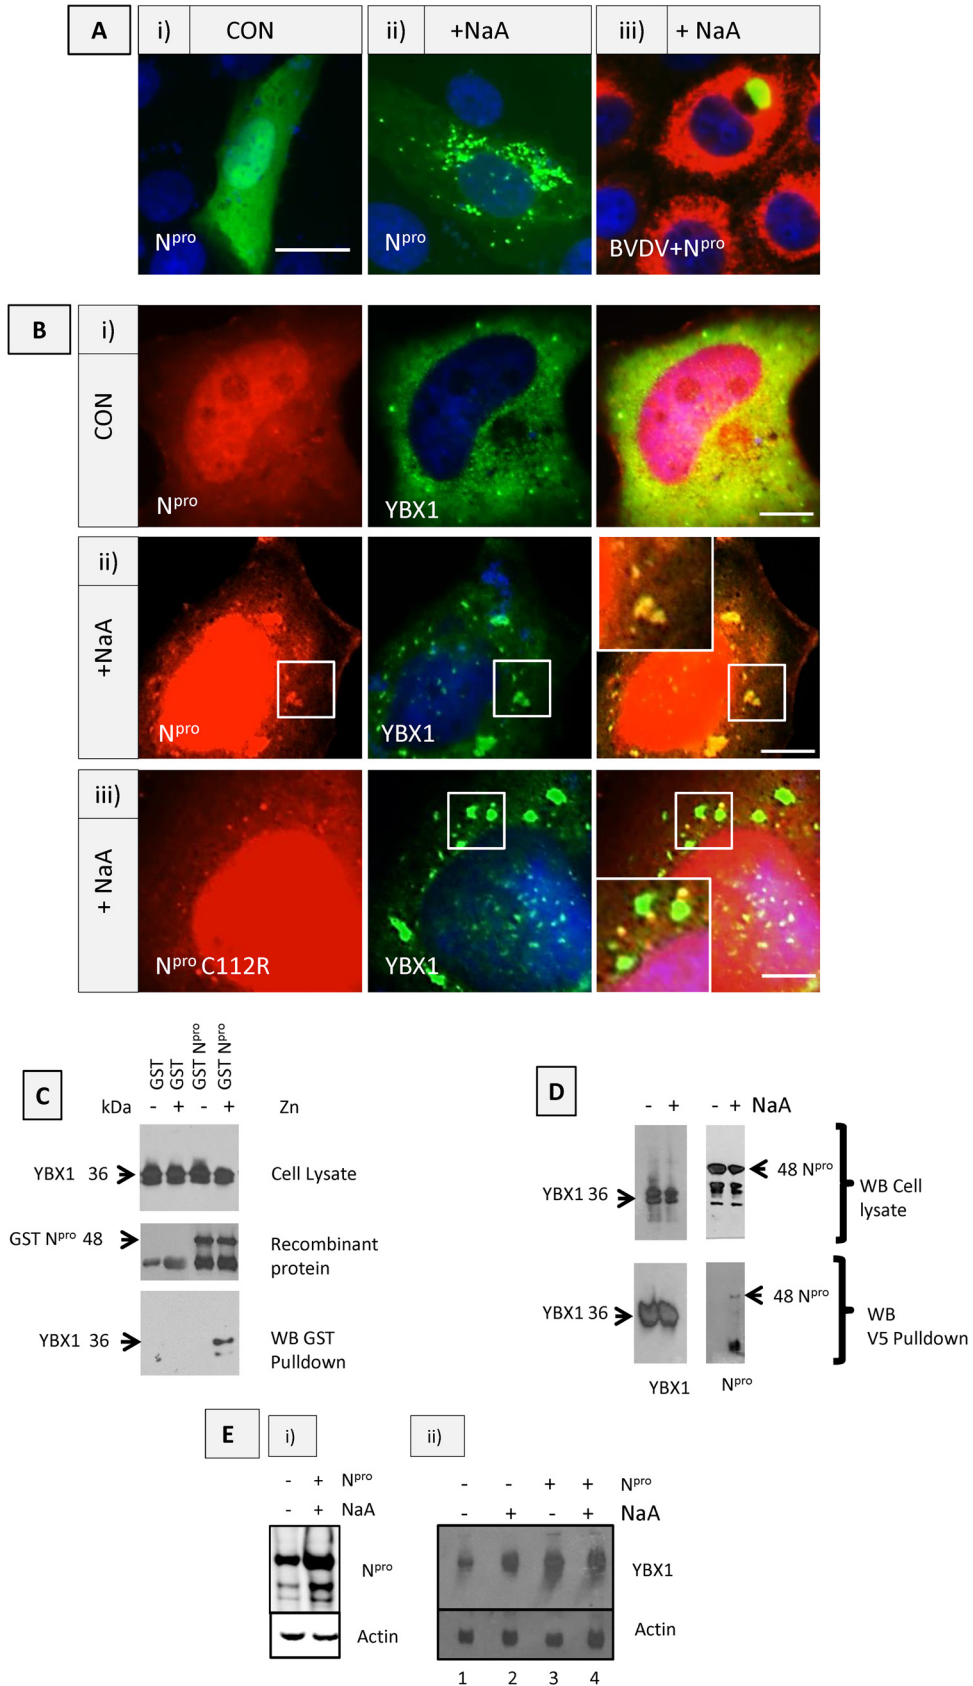 A i) CON ii) +NaA iii) + NaA
Npro Npro BVDV+Npro
B i)
CON
Npro YBX1
ii)
+NaA
Npro YBX1
iii)
+ NaA
Npro C112R YBX1
GST GST GST Npro GST Npro
C
kDa - + - + Zn
YBX1 36 Cell Lysate
GST Npro 48 Recombinant
protein
YBX1 36 WB GST
Pulldown
D
- + - + NaA
48 Npro
YBX1 36 WB Cell
lysate
48 Npro
YBX1 36 WB
V5 Pulldown
YBX1 Npro
E i) ii)
- + Npro
- + NaA
Npro
Actin
- - + + Npro
- + - + NaA
YBX1
Actin
1 2 3 4